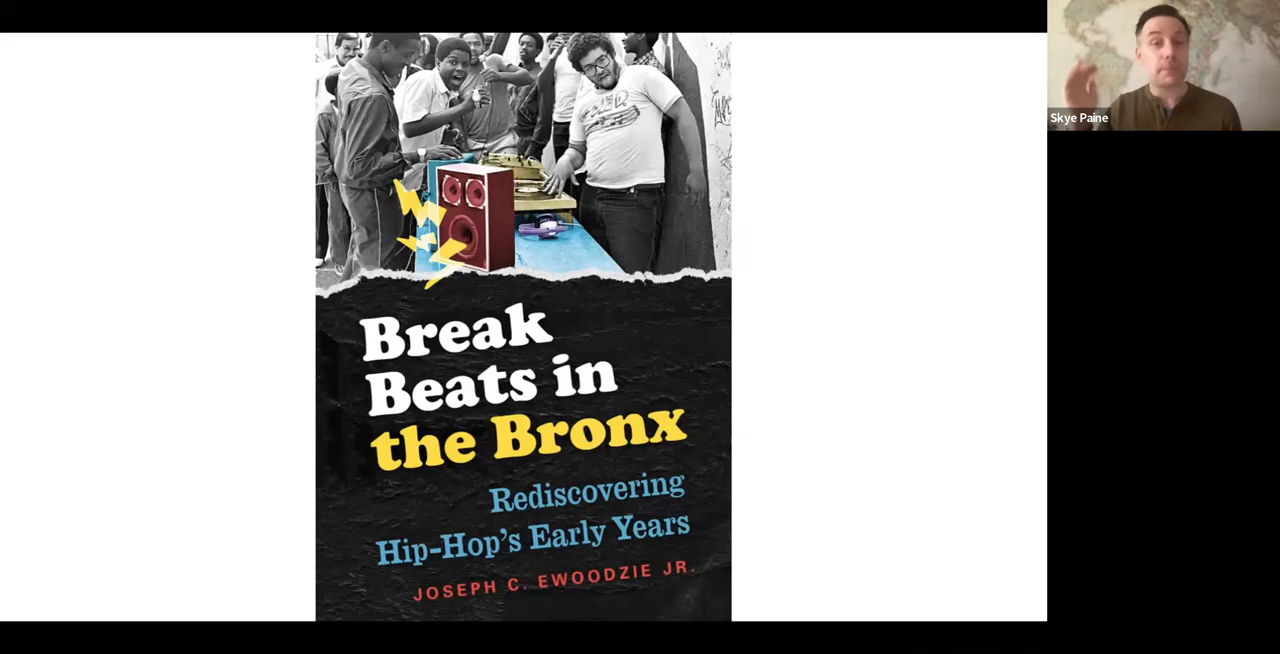 Break
Beats in
the Bronx
Rediscovering
Hip-Hop's Early Years
JOSEPH C. EWOODZIE JR.
Skye Paine